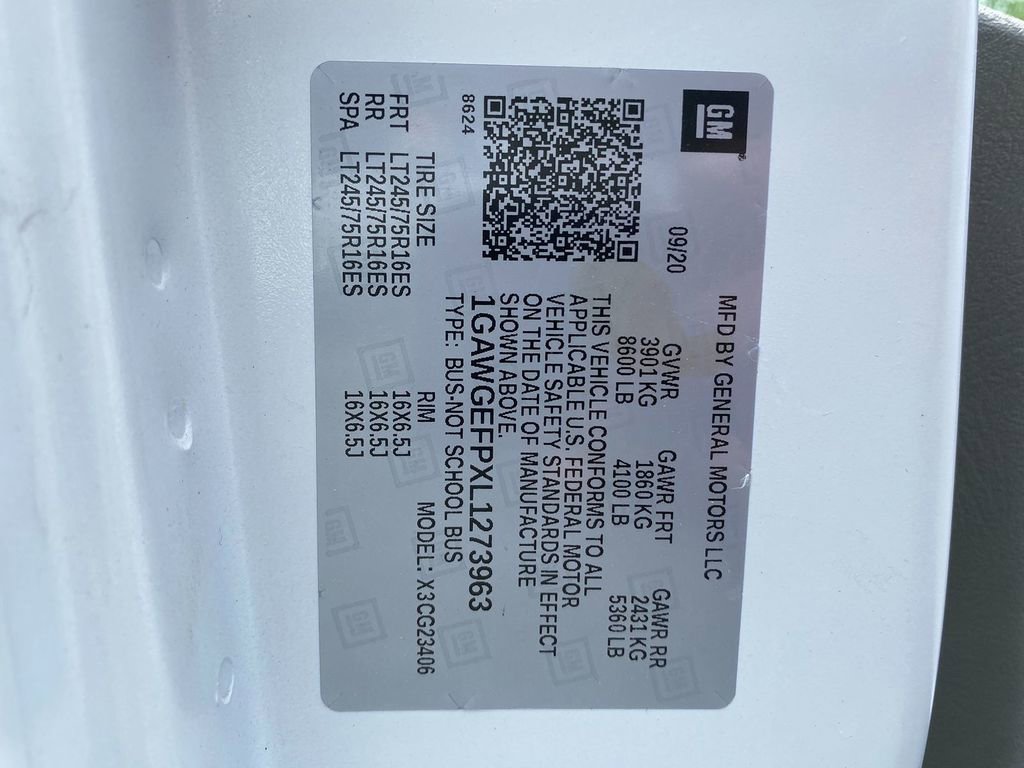 GM
MFD BY GENERAL MOTORS LLC
09/20 GVWR GAWR FRT GAWR RR
3901 KG 1860 KG 2431 KG
8600 LB 4100 LB 5360 LB
THIS VEHICLE CONFORMS TO ALL
APPLICABLE U.S. FEDERAL MOTOR
VEHICLE SAFETY STANDARDS IN EFFECT
ON THE DATE OF MANUFACTURE
SHOWN ABOVE.
1GAWGEFPXL1273963
8624 TYPE: BUS-NOT SCHOOL BUS
TIRE SIZE RIM MODEL: X3CG23406
FRT LT245/75R16ES 16X6.5J
RR LT245/75R16ES 16X6.5J
SPA LT245/75R16ES 16X6.5J